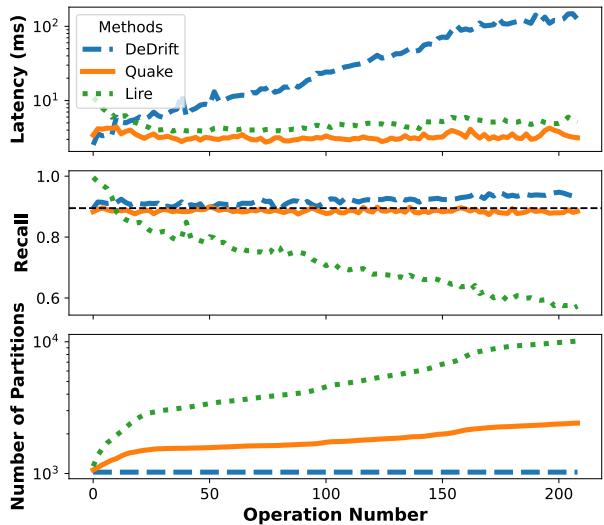 Latency (ms)
10²
10¹
Methods
DeDrift
Quake
Lire
Recall
1.0
0.8
0.6
Number of Partitions
10⁴
10³
0
50
100
150
200
Operation Number